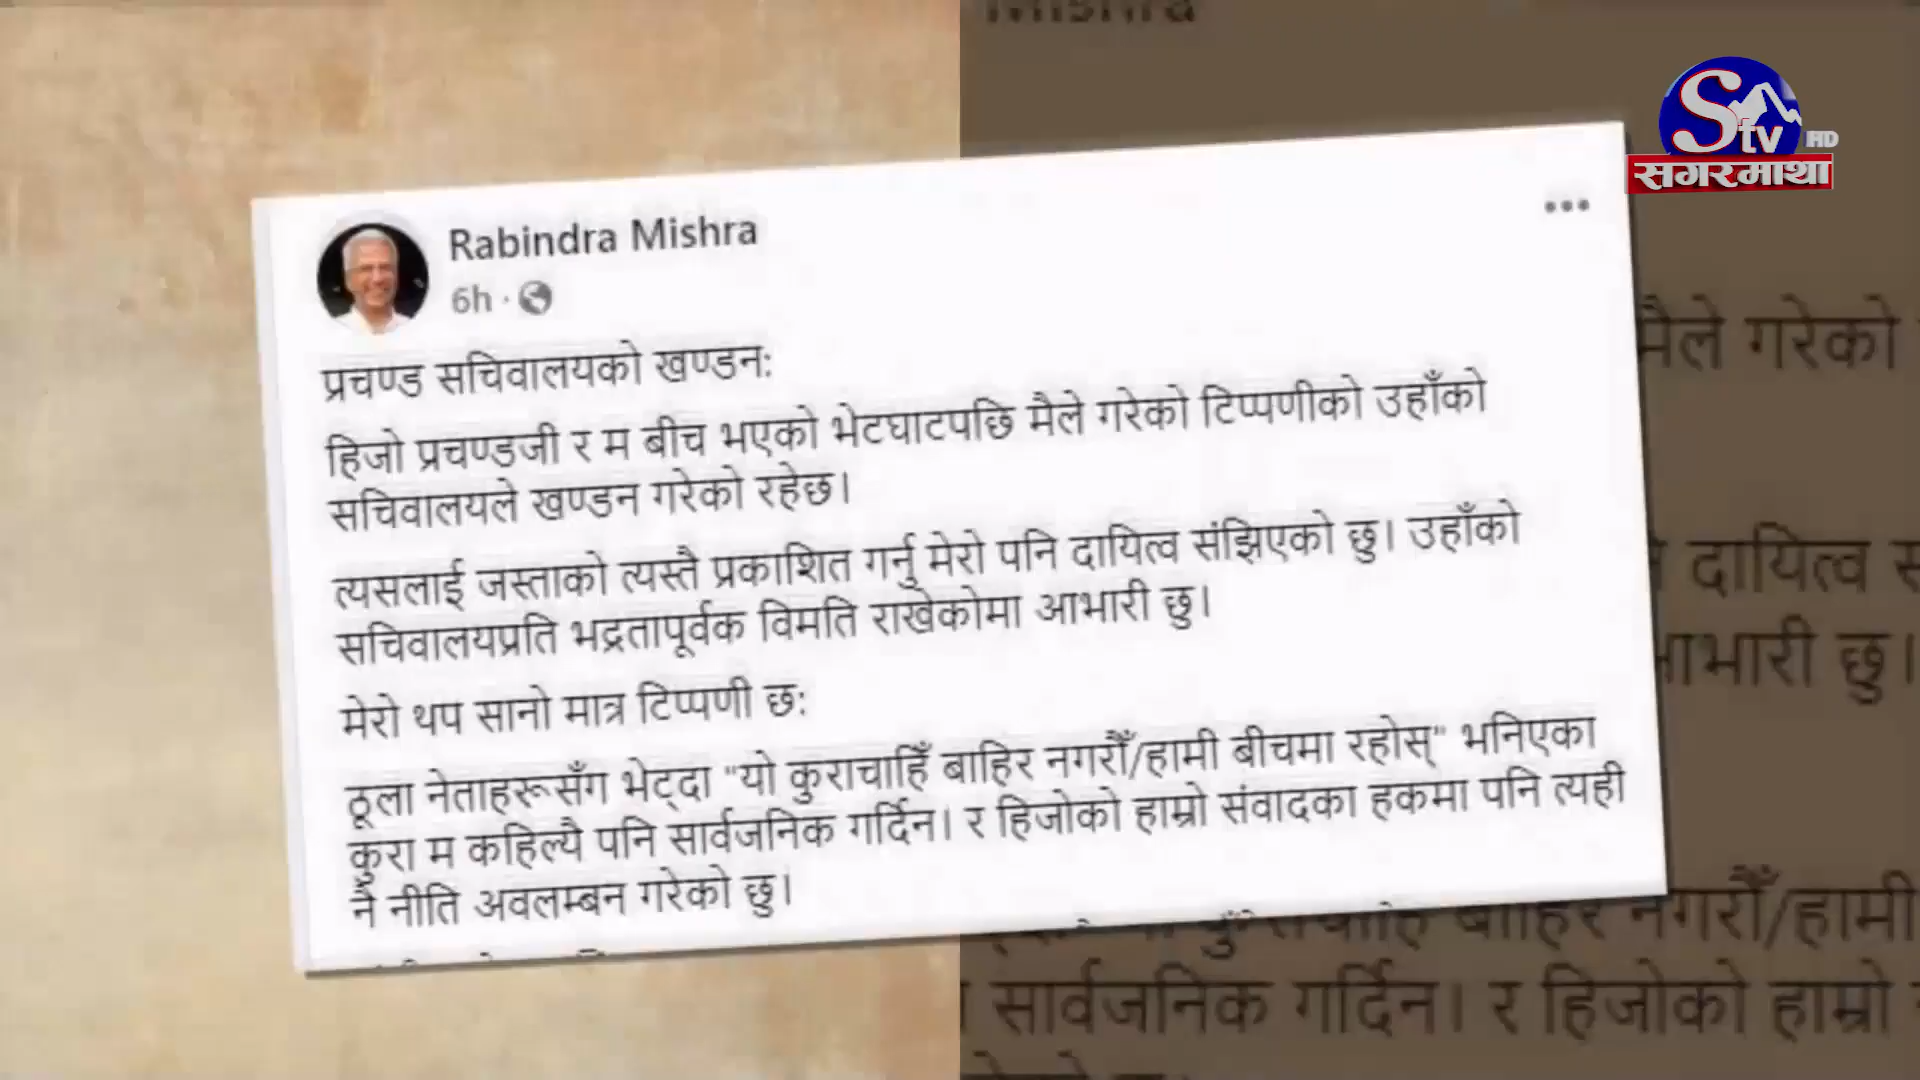 Mishra
STV HD
सगरमाथा
Rabindra Mishra
6h
प्रचण्ड सचिवालयको खण्डन:
हिजो प्रचण्डजी र म बीच भएको भेटघाटपछि मैले गरेको टिप्पणीको उहाँको
सचिवालयले खण्डन गरेको रहेछ।
त्यसलाई जस्ताको त्यस्तै प्रकाशित गर्नु मेरो पनि दायित्व संझिएको छु। उहाँको
सचिवालयप्रति भद्रतापूर्वक विमति राखेकोमा आभारी छु।
मेरो थप सानो मात्र टिप्पणी छ:
ठूला नेताहरूसँग भेट्दा "यो कुराचाहिँ बाहिर नगरौँ/हामी बीचमा रहोस्" भनिएका
कुरा म कहिल्यै पनि सार्वजनिक गर्दिन। र हिजोको हाम्रो संवादका हकमा पनि त्यही
नै नीति अवलम्बन गरेको छु।
मैले गरेको
दायित्व
आभारी छु।
बाहिर नगरौँ/हामी
सार्वजनिक गर्दिन। र हिजोको हाम्रो